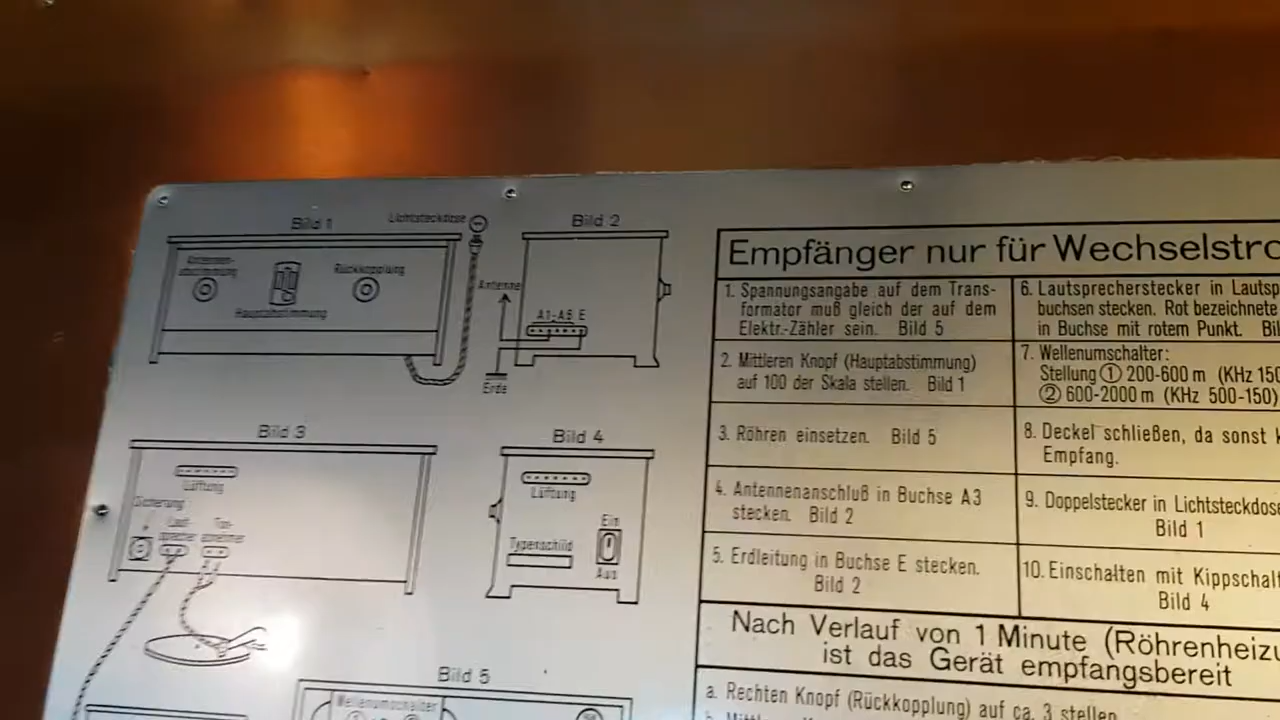 Bild 1
Lichtsteckdose
Antennen-
abstimmung
Rückkopplung
Hauptabstimmung
Bild 2
Antenne
A1-A5 E
Erde
Bild 3
Lüftung
Sicherung
Laut-
sprecher
Ton-
abnehmer
Bild 4
Lüftung
Ein
Typenschild
Aus
Bild 5
Wellenumschalter
Empfänger nur für Wechselstro
1. Spannungsangabe auf dem Trans-
formator muß gleich der auf dem
Elektr.-Zähler sein. Bild 5
2. Mittleren Knopf (Hauptabstimmung)
auf 100 der Skala stellen. Bild 1
3. Röhren einsetzen. Bild 5
4. Antennenanschluß in Buchse A3
stecken. Bild 2
5. Erdleitung in Buchse E stecken.
Bild 2
6. Lautsprecherstecker in Lautsp
buchsen stecken. Rot bezeichnete
in Buchse mit rotem Punkt. Bi
7. Wellenumschalter:
Stellung ① 200-600 m (KHz 150
② 600-2000 m (KHz 500-150)
8. Deckel schließen, da sonst k
Empfang.
9. Doppelstecker in Lichtsteckdose
Bild 1
10. Einschalten mit Kippschal
Bild 4
Nach Verlauf von 1 Minute (Röhrenheizu
ist das Gerät empfangsbereit
a. Rechten Knopf (Rückkopplung) auf ca. 3 stellen